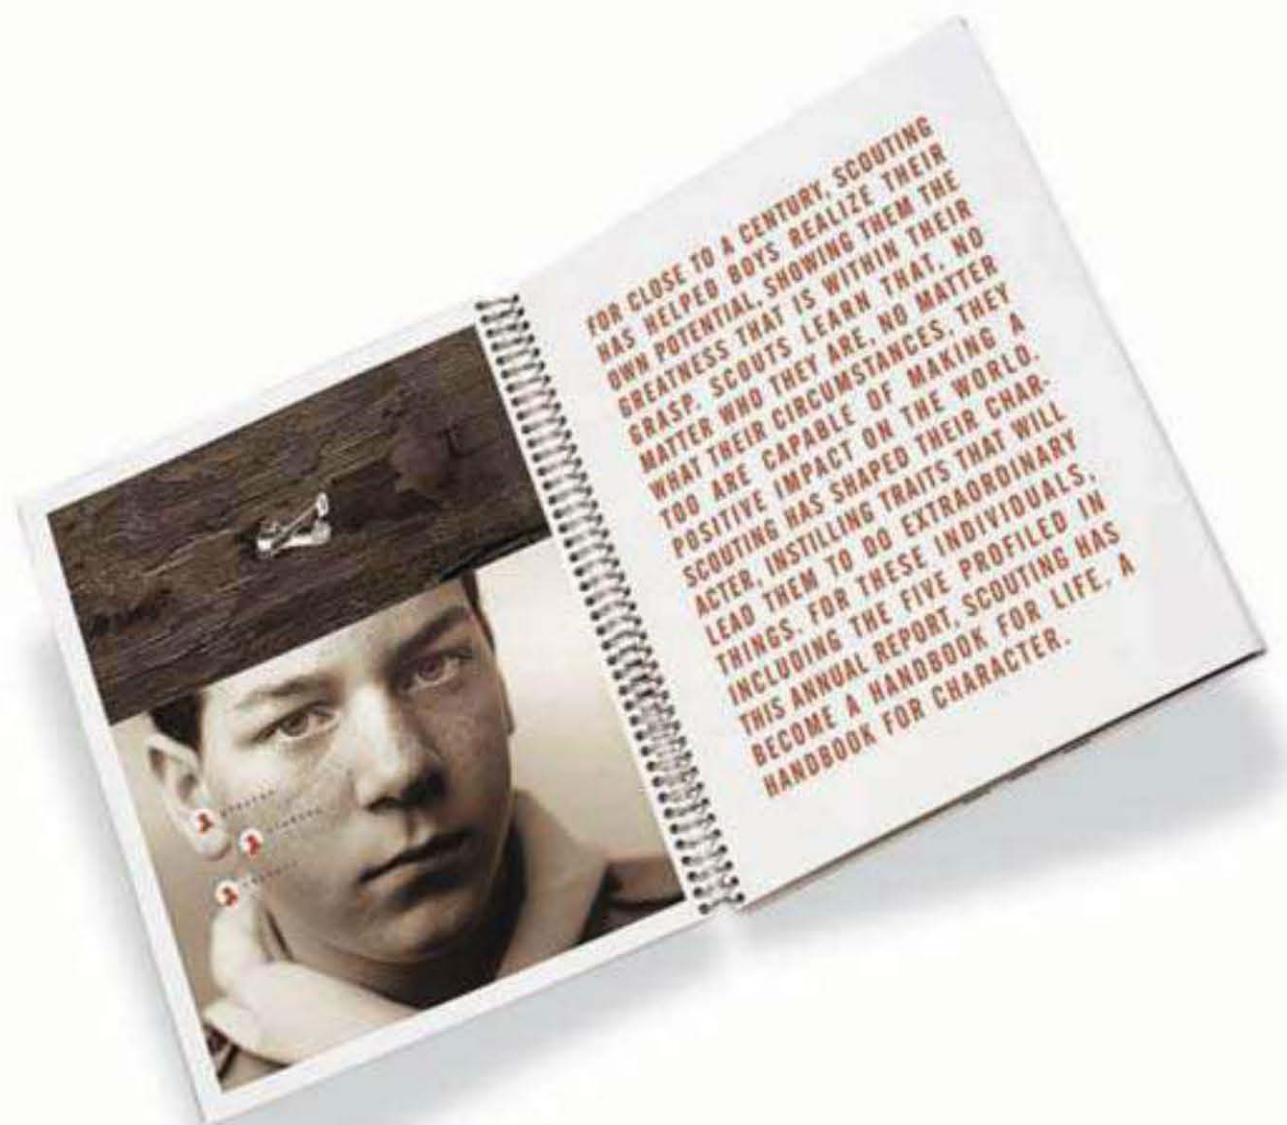 FOR CLOSE TO A CENTURY, SCOUTING
HAS HELPED BOYS REALIZE THEIR
OWN POTENTIAL, SHOWING THEM THE
GREATNESS THAT IS WITHIN THEIR
GRASP. SCOUTS LEARN THAT, NO
MATTER WHO THEY ARE, NO MATTER
WHAT THEIR CIRCUMSTANCES, THEY
TOO ARE CAPABLE OF MAKING A
POSITIVE IMPACT ON THE WORLD.
SCOUTING HAS SHAPED THEIR CHAR-
ACTER, INSTILLING TRAITS THAT WILL
LEAD THEM TO DO EXTRAORDINARY
THINGS. FOR THESE INDIVIDUALS,
INCLUDING THE FIVE PROFILED IN
THIS ANNUAL REPORT, SCOUTING HAS
BECOME A HANDBOOK FOR LIFE. A
HANDBOOK FOR CHARACTER.